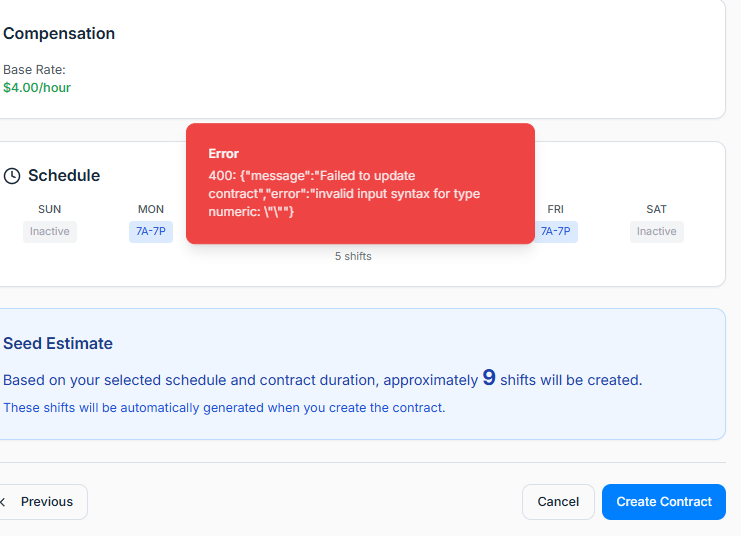 Compensation
Base Rate:
$4.00/hour
Error
400: {"message":"Failed to update
contract","error":"invalid input syntax for type
numeric: \"\""}
Schedule
SUN MON FRI SAT
Inactive 7A-7P 7A-7P Inactive
5 shifts
Seed Estimate
Based on your selected schedule and contract duration, approximately 9 shifts will be created.
These shifts will be automatically generated when you create the contract.
Previous Cancel Create Contract